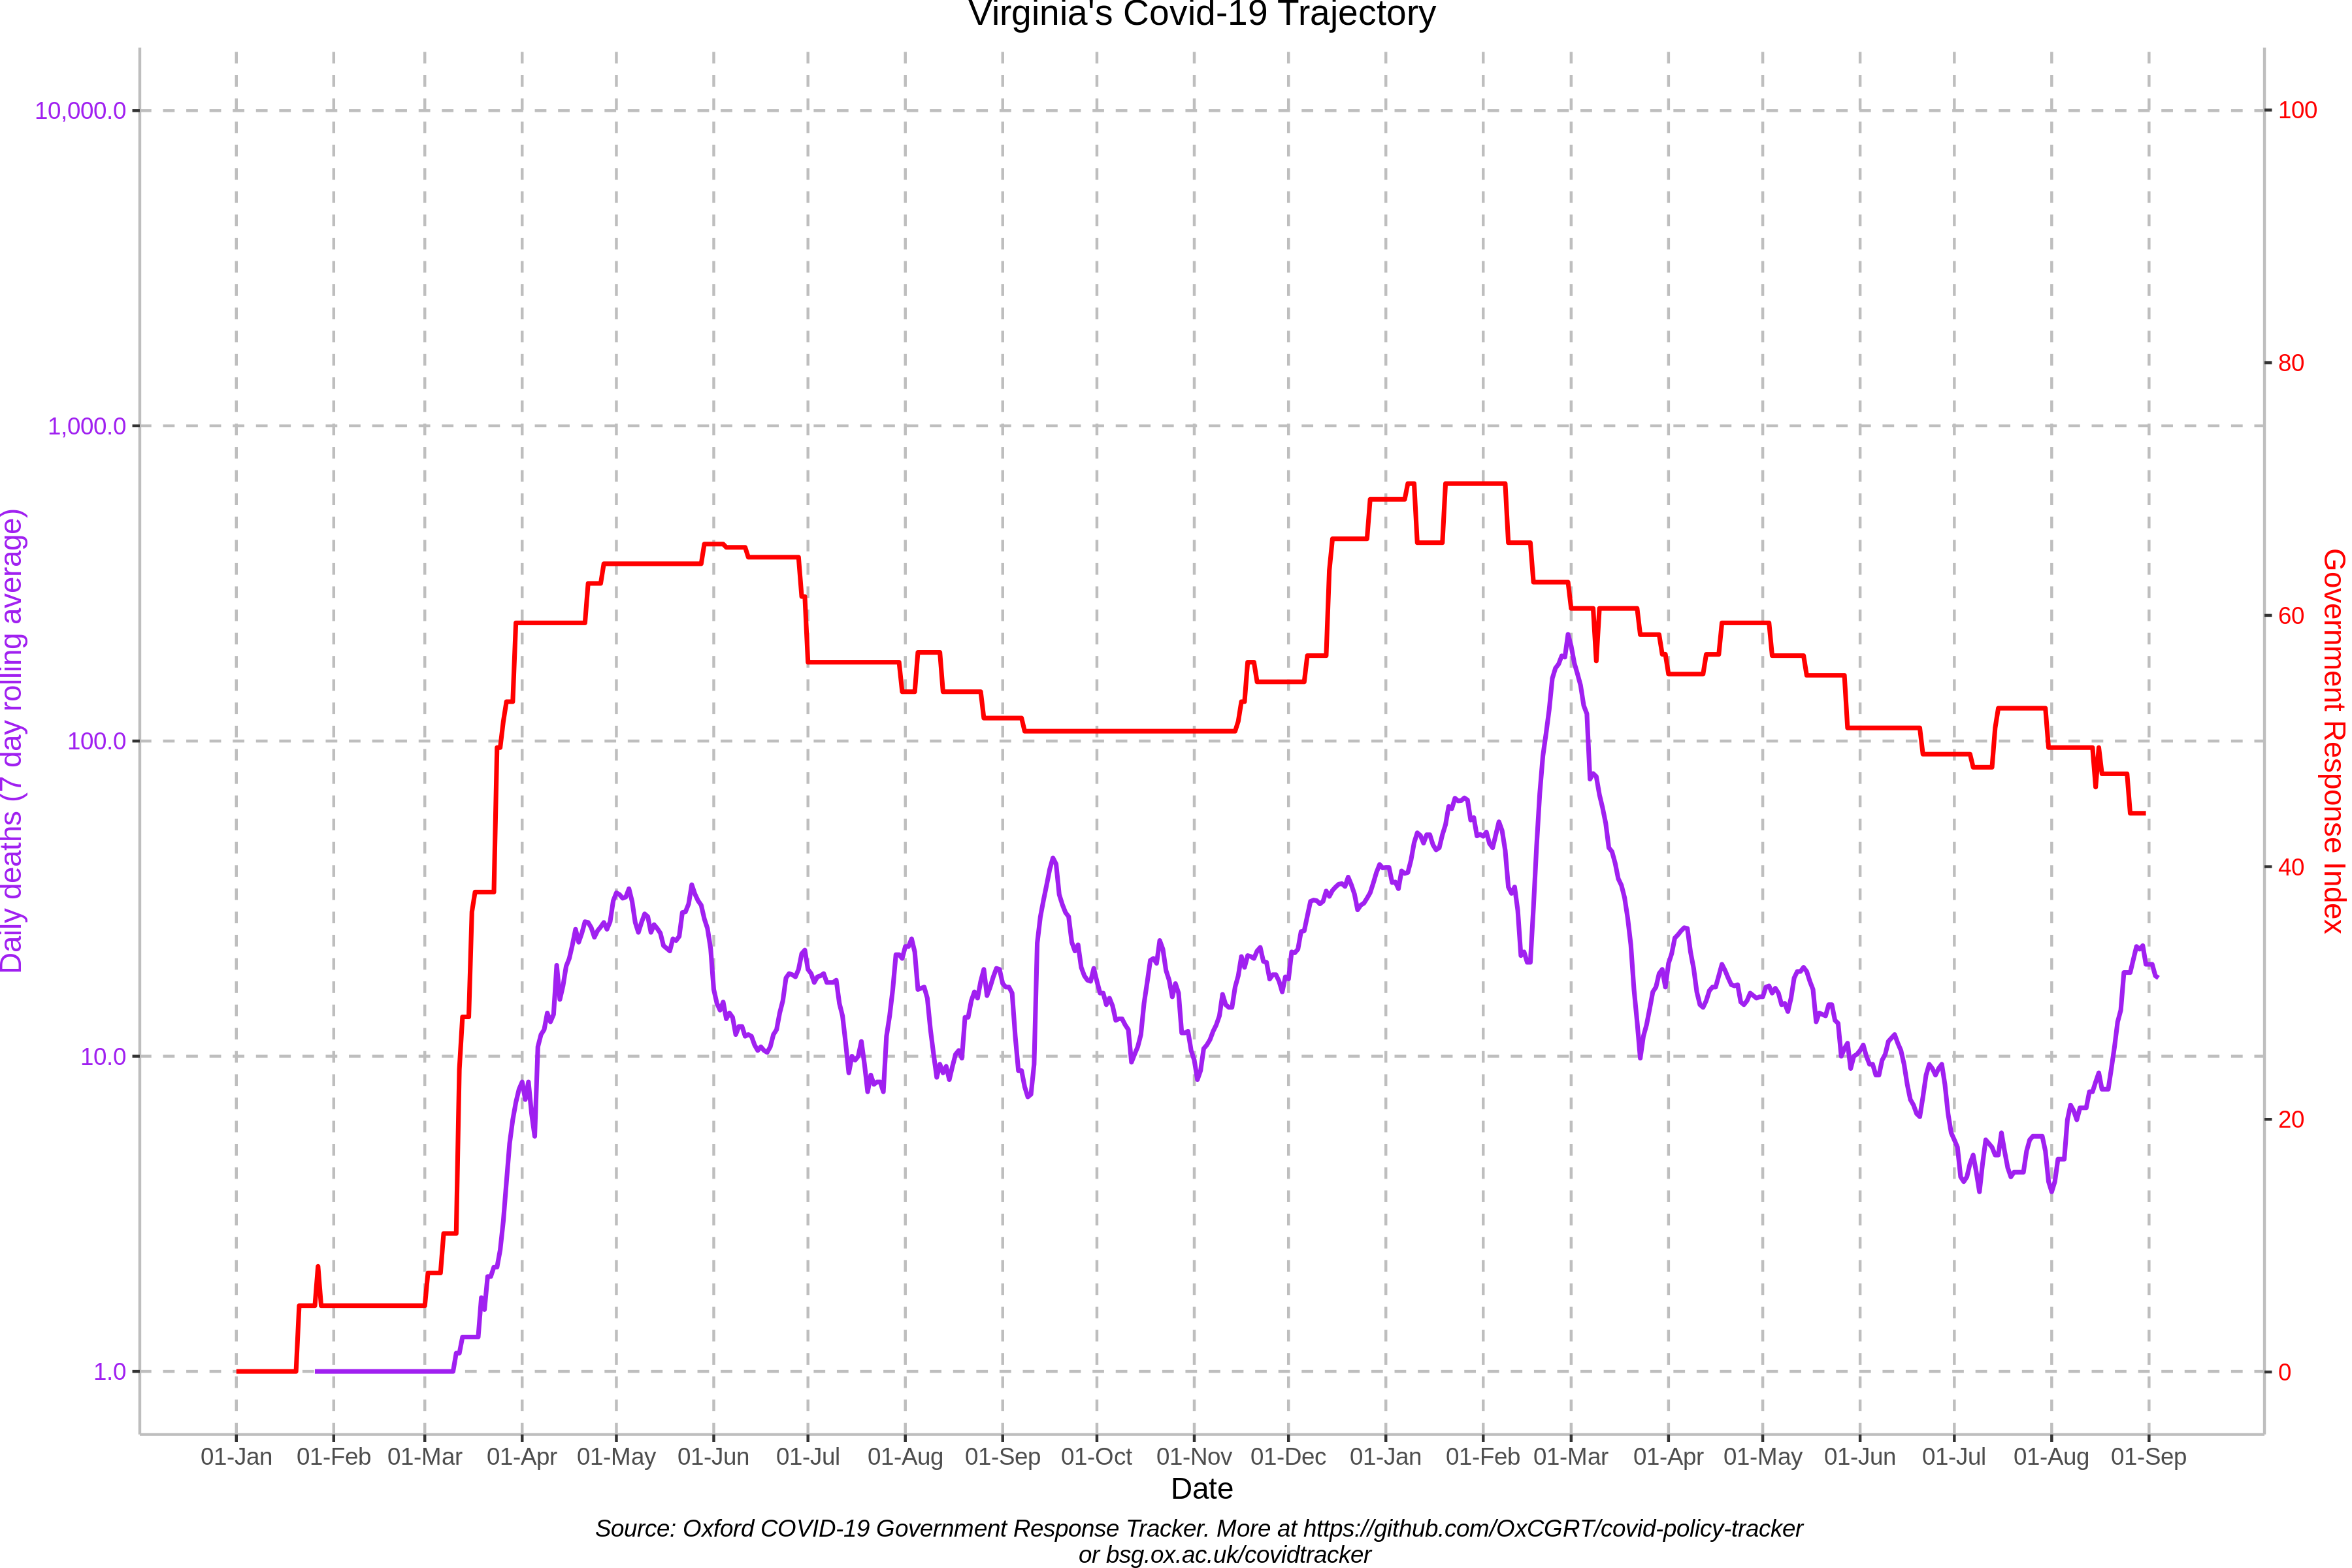 Virginia's Covid-19 Trajectory
10,000.0
1,000.0
100.0
10.0
1.0
Daily deaths (7 day rolling average)
100
80
60
40
20
0
Government Response Index
01-Jan 01-Feb 01-Mar 01-Apr 01-May 01-Jun 01-Jul 01-Aug 01-Sep 01-Oct 01-Nov 01-Dec 01-Jan 01-Feb 01-Mar 01-Apr 01-May 01-Jun 01-Jul 01-Aug 01-Sep
Date
Source: Oxford COVID-19 Government Response Tracker. More at https://github.com/OxCGRT/covid-policy-tracker
or bsg.ox.ac.uk/covidtracker